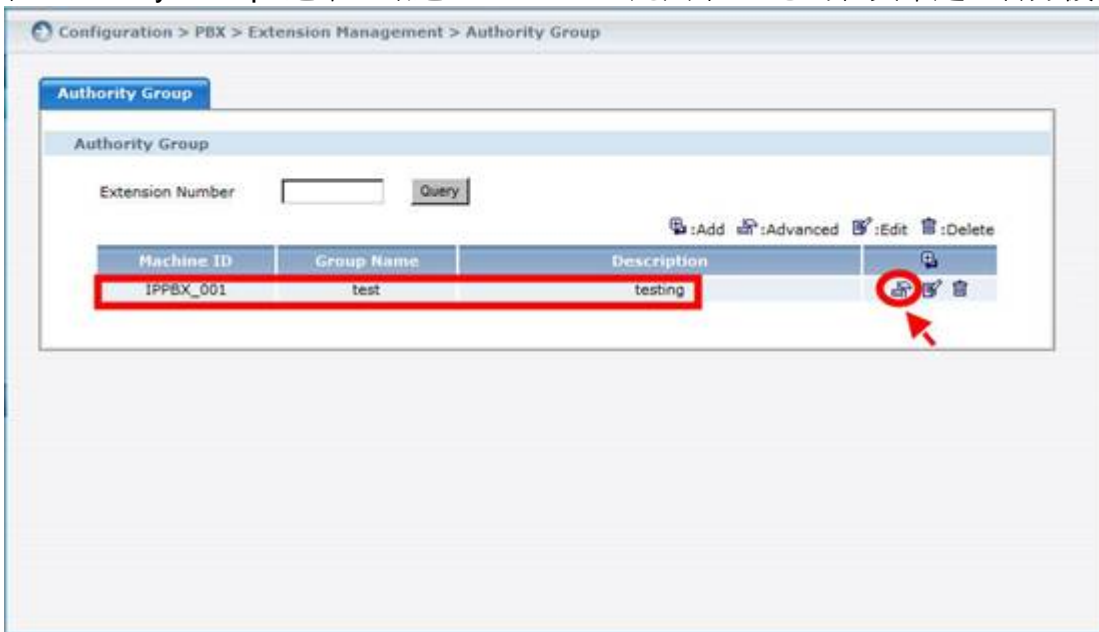 Configuration > PBX > Extension Management > Authority Group
Authority Group
Authority Group
Extension Number
Query
:Add :Advanced :Edit :Delete
Machine ID Group Name Description
IPPBX_001 test testing